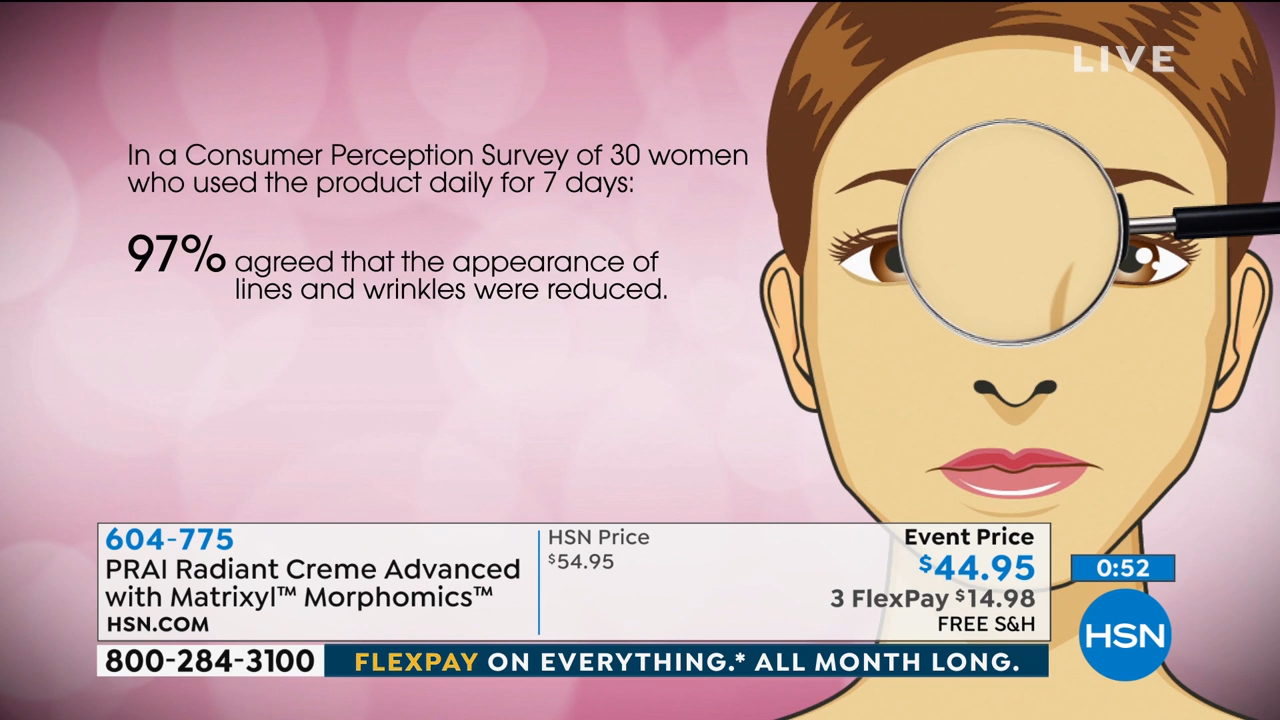 LIVE
In a Consumer Perception Survey of 30 women
who used the product daily for 7 days:
97% agreed that the appearance of
lines and wrinkles were reduced.
604-775
PRAI Radiant Creme Advanced
with Matrixyl™ Morphomics™
HSN.COM
HSN Price
$54.95
Event Price
$44.95
3 FlexPay $14.98
FREE S&H
0:52
HSN
800-284-3100
FLEXPAY ON EVERYTHING.* ALL MONTH LONG.